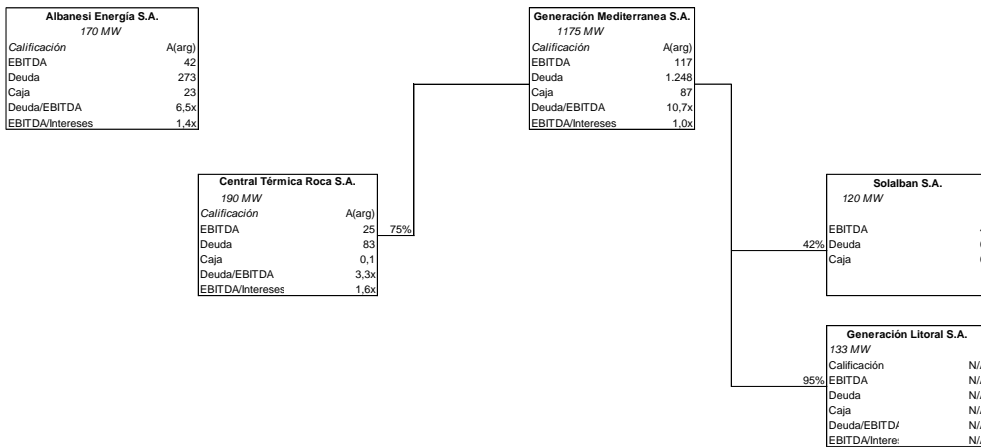 Albanesi Energía S.A.
170 MW
Calificación A(arg)
EBITDA 42
Deuda 273
Caja 23
Deuda/EBITDA 6,5x
EBITDA/Intereses 1,4x
Generación Mediterranea S.A.
1175 MW
Calificación A(arg)
EBITDA 117
Deuda 1.248
Caja 87
Deuda/EBITDA 10,7x
EBITDA/Intereses 1,0x
Central Térmica Roca S.A.
190 MW
Calificación A(arg)
EBITDA 25
Deuda 83
Caja 0,1
Deuda/EBITDA 3,3x
EBITDA/Intereses 1,6x
75%
Solalban S.A.
120 MW
EBITDA
42% Deuda
Caja
Generación Litoral S.A.
133 MW
Calificación N/
95% EBITDA N/
Deuda N/
Caja N/
Deuda/EBITD N/
EBITDA/Intere N/